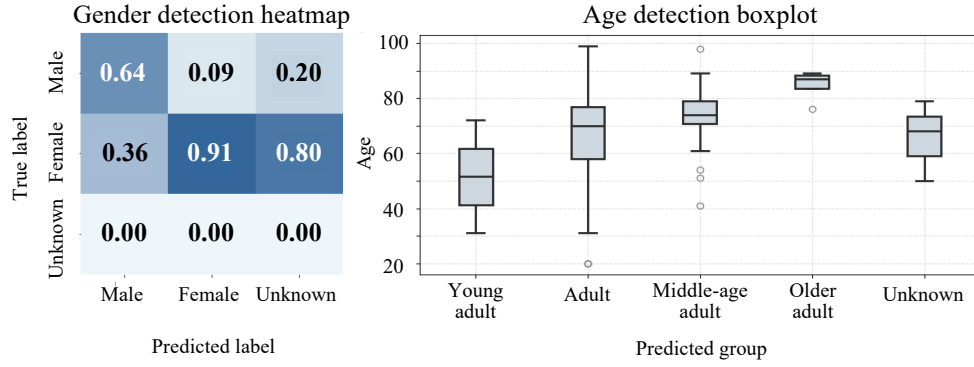 Gender detection heatmap
True label
Male
0.64 0.09 0.20
Female
0.36 0.91 0.80
Unknown
0.00 0.00 0.00
Male Female Unknown
Predicted label
Age detection boxplot
Age
100
80
60
40
20
Young adult
Adult
Middle-age adult
Older adult
Unknown
Predicted group